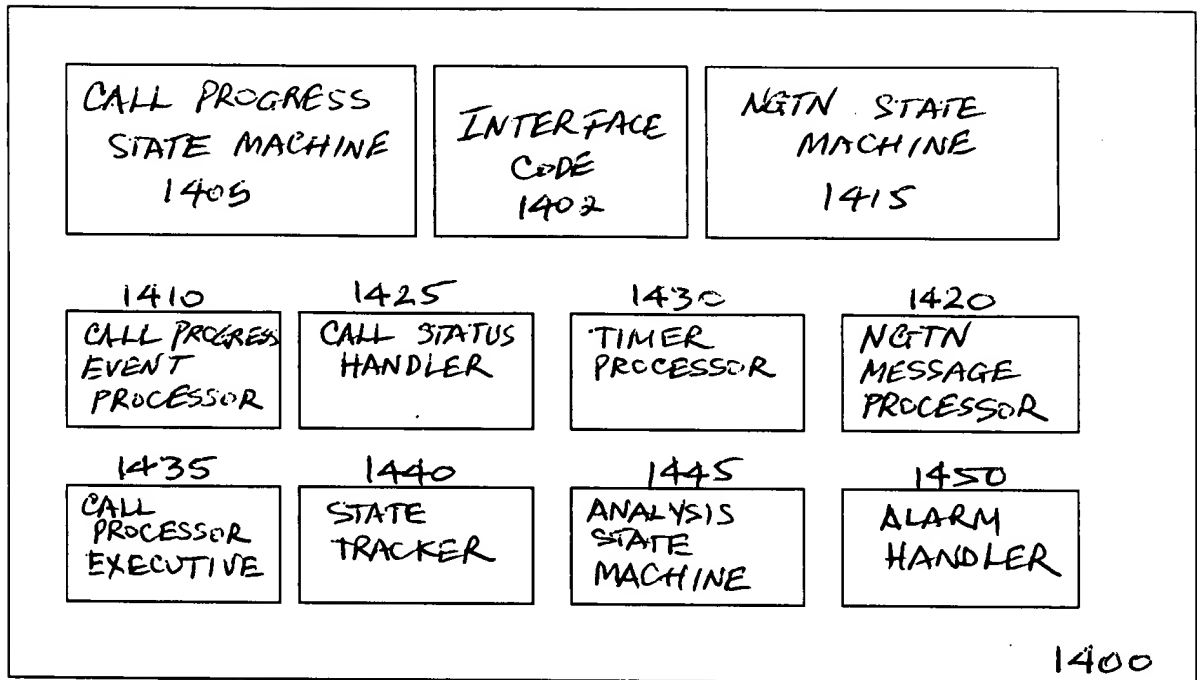 CALL PROGRESS
STATE MACHINE
1405
INTERFACE
CODE
1402
NGTN STATE
MACHINE
1415
1410
CALL PROGRESS
EVENT
PROCESSOR
1425
CALL STATUS
HANDLER
1430
TIMER
PROCESSOR
1420
NGTN
MESSAGE
PROCESSOR
1435
CALL
PROCESSOR
EXECUTIVE
1440
STATE
TRACKER
1445
ANALYSIS
STATE
MACHINE
1450
ALARM
HANDLER
1400